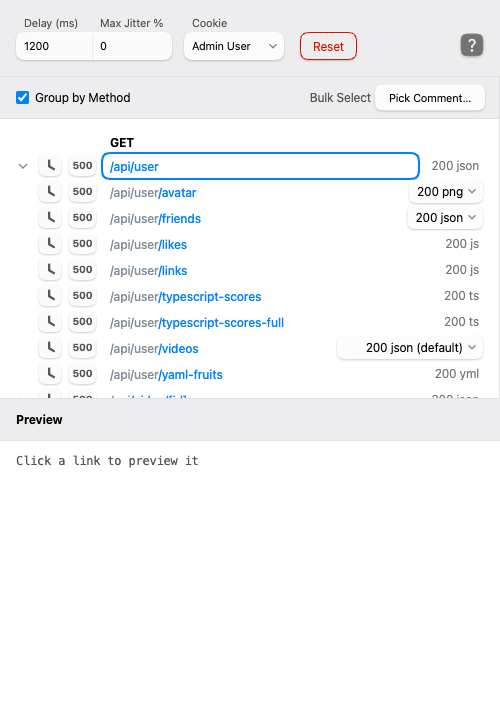 Delay (ms) Max Jitter % Cookie
1200 0 Admin User Reset ?
Group by Method Bulk Select Pick Comment...
GET
500 /api/user 200 json
500 /api/user/avatar 200 png
500 /api/user/friends 200 json
500 /api/user/likes 200 js
500 /api/user/links 200 js
500 /api/user/typescript-scores 200 ts
500 /api/user/typescript-scores-full 200 ts
500 /api/user/videos 200 json (default)
500 /api/user/yaml-fruits 200 yml
Preview
Click a link to preview it